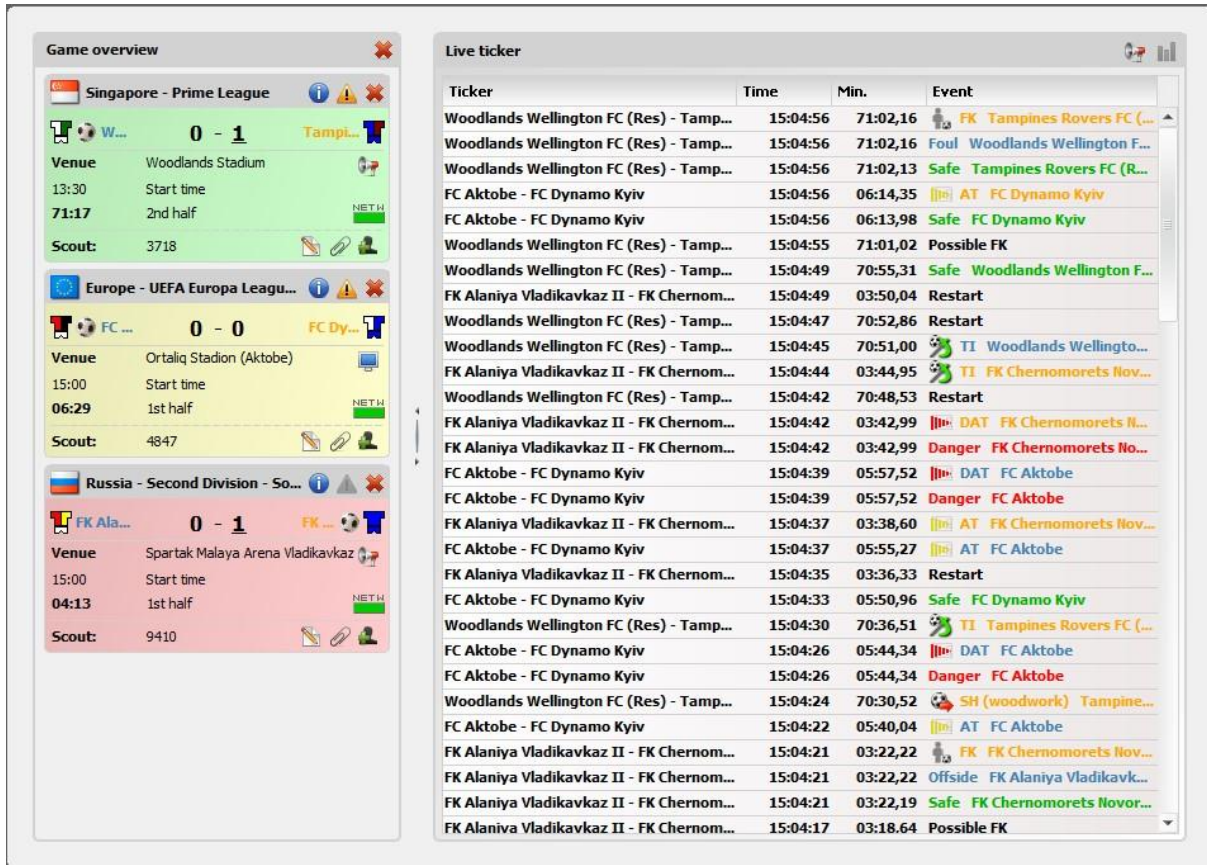 Game overview
Singapore - Prime League
W... 0 - 1 Tampi...
Venue Woodlands Stadium
13:30 Start time
71:17 2nd half NETW
Scout: 3718
Europe - UEFA Europa Leagu...
FC ... 0 - 0 FC Dy...
Venue Ortaliq Stadion (Aktobe)
15:00 Start time
06:29 1st half NETW
Scout: 4847
Russia - Second Division - So...
FK Ala... 0 - 1 FK ...
Venue Spartak Malaya Arena Vladikavkaz
15:00 Start time
04:13 1st half NETW
Scout: 9410
Live ticker
Ticker Time Min. Event
Woodlands Wellington FC (Res) - Tamp... 15:04:56 71:02,16 FK Tampines Rovers FC (...
Woodlands Wellington FC (Res) - Tamp... 15:04:56 71:02,16 Foul Woodlands Wellington F...
Woodlands Wellington FC (Res) - Tamp... 15:04:56 71:02,13 Safe Tampines Rovers FC (R...
FC Aktobe - FC Dynamo Kyiv 15:04:56 06:14,35 AT FC Dynamo Kyiv
FC Aktobe - FC Dynamo Kyiv 15:04:56 06:13,98 Safe FC Dynamo Kyiv
Woodlands Wellington FC (Res) - Tamp... 15:04:55 71:01,02 Possible FK
Woodlands Wellington FC (Res) - Tamp... 15:04:49 70:55,31 Safe Woodlands Wellington F...
FK Alaniya Vladikavkaz II - FK Chernom... 15:04:49 03:50,04 Restart
Woodlands Wellington FC (Res) - Tamp... 15:04:47 70:52,86 Restart
Woodlands Wellington FC (Res) - Tamp... 15:04:45 70:51,00 TI Woodlands Wellingto...
FK Alaniya Vladikavkaz II - FK Chernom... 15:04:44 03:44,95 TI FK Chernomorets Nov...
Woodlands Wellington FC (Res) - Tamp... 15:04:42 70:48,53 Restart
FK Alaniya Vladikavkaz II - FK Chernom... 15:04:42 03:42,99 DAT FK Chernomorets N...
FK Alaniya Vladikavkaz II - FK Chernom... 15:04:42 03:42,99 Danger FK Chernomorets No...
FC Aktobe - FC Dynamo Kyiv 15:04:39 05:57,52 DAT FC Aktobe
FC Aktobe - FC Dynamo Kyiv 15:04:39 05:57,52 Danger FC Aktobe
FK Alaniya Vladikavkaz II - FK Chernom... 15:04:37 03:38,60 AT FK Chernomorets Nov...
FC Aktobe - FC Dynamo Kyiv 15:04:37 05:55,27 AT FC Aktobe
FK Alaniya Vladikavkaz II - FK Chernom... 15:04:35 03:36,33 Restart
FC Aktobe - FC Dynamo Kyiv 15:04:33 05:50,96 Safe FC Dynamo Kyiv
Woodlands Wellington FC (Res) - Tamp... 15:04:30 70:36,51 TI Tampines Rovers FC (...
FC Aktobe - FC Dynamo Kyiv 15:04:26 05:44,34 DAT FC Aktobe
FC Aktobe - FC Dynamo Kyiv 15:04:26 05:44,34 Danger FC Aktobe
Woodlands Wellington FC (Res) - Tamp... 15:04:24 70:30,52 SH (woodwork) Tampine...
FC Aktobe - FC Dynamo Kyiv 15:04:22 05:40,04 AT FC Aktobe
FK Alaniya Vladikavkaz II - FK Chernom... 15:04:21 03:22,22 FK FK Chernomorets Nov...
FK Alaniya Vladikavkaz II - FK Chernom... 15:04:21 03:22,22 Offside FK Alaniya Vladikavk...
FK Alaniya Vladikavkaz II - FK Chernom... 15:04:21 03:22,19 Safe FK Chernomorets Novor...
FK Alaniya Vladikavkaz II - FK Chernom... 15:04:17 03:18,64 Possible FK